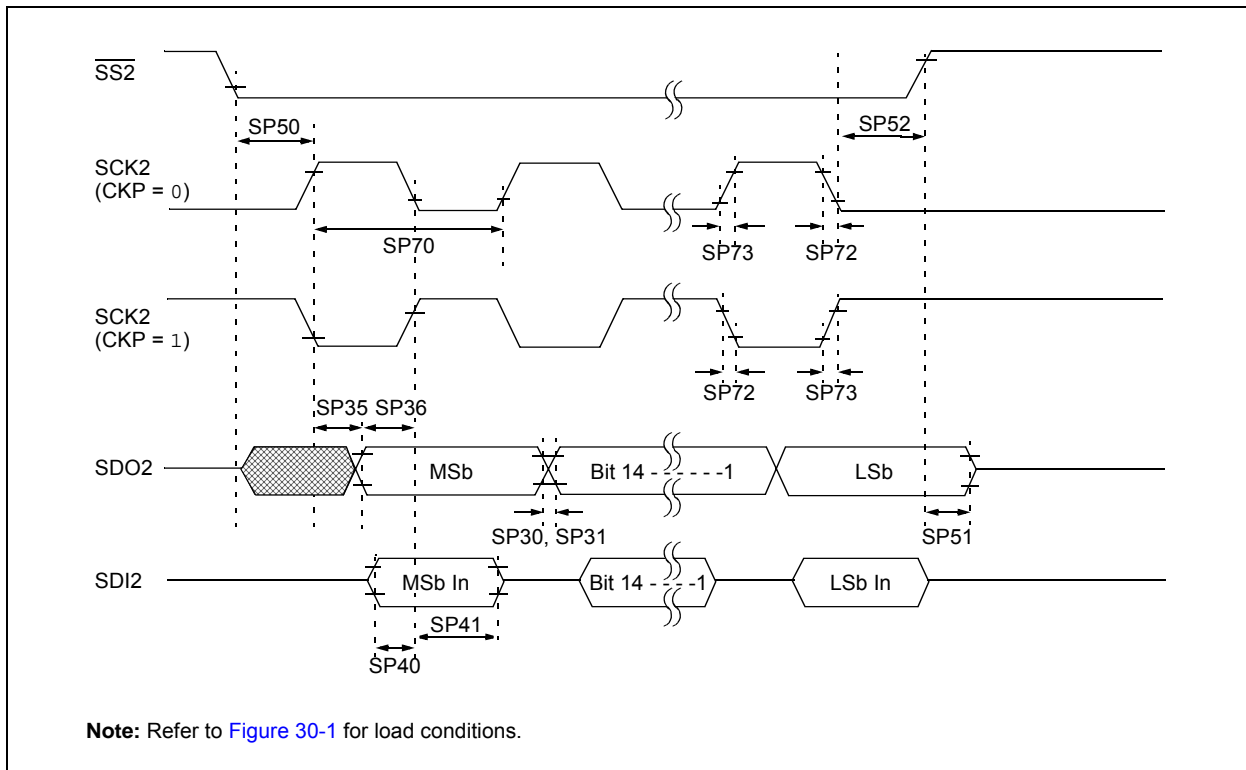 SS2
SP50
SP52
SCK2
(CKP = 0)
SP70
SP73
SP72
SCK2
(CKP = 1)
SP72
SP73
SP35 SP36
SDO2
MSb
Bit 14 - - - - - -1
LSb
SP30, SP31
SP51
SDI2
MSb In
Bit 14 - - - -1
LSb In
SP41
SP40
Note: Refer to Figure 30-1 for load conditions.